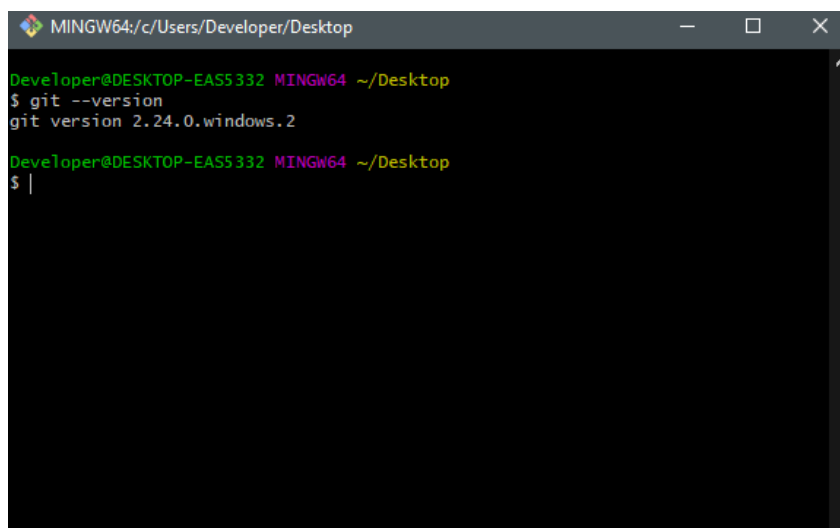 MINGW64:/c/Users/Developer/Desktop
Developer@DESKTOP-EAS5332 MINGW64 ~/Desktop
$ git --version
git version 2.24.0.windows.2
Developer@DESKTOP-EAS5332 MINGW64 ~/Desktop
$